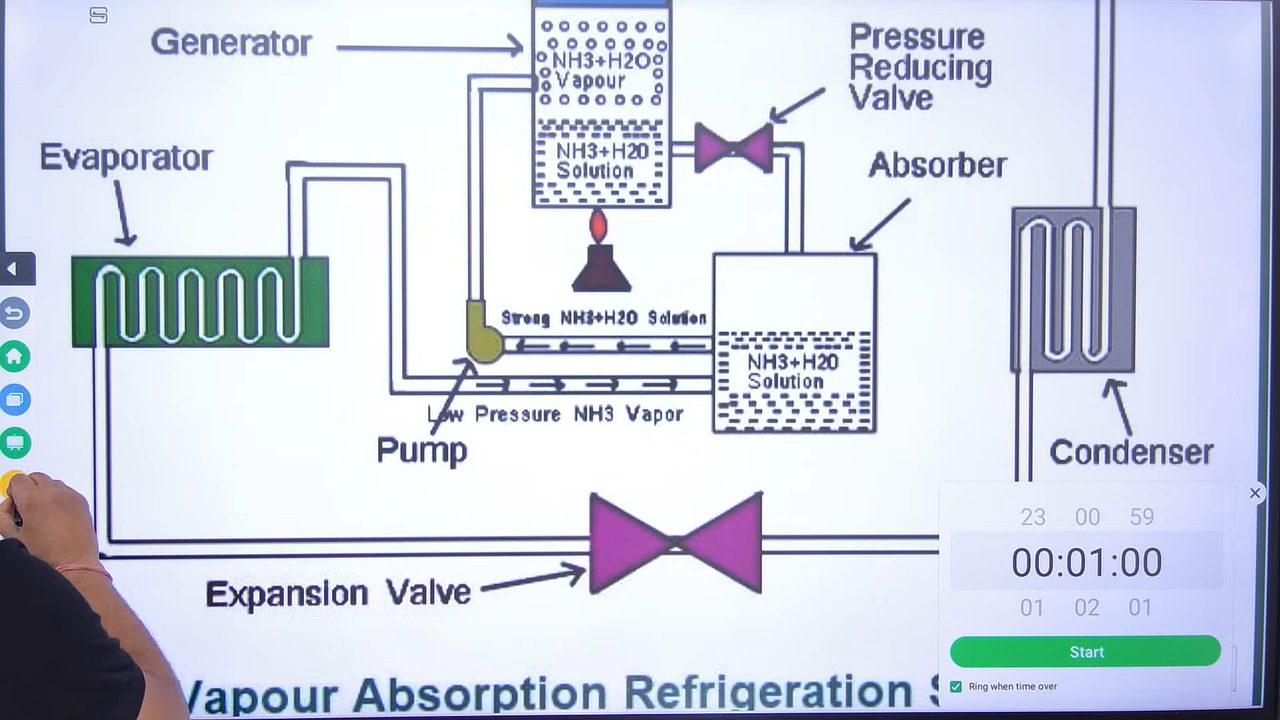 Generator
NH3+H2O
Vapour
Pressure
Reducing
Valve
Evaporator
NH3+H20
Solution
Absorber
Strong NH3+H2O Solution
NH3+H20
Solution
Low Pressure NH3 Vapor
Pump
Condenser
Expansion Valve
23 00 59
00:01:00
01 02 01
Start
Ring when time over
Vapour Absorption Refrigeration